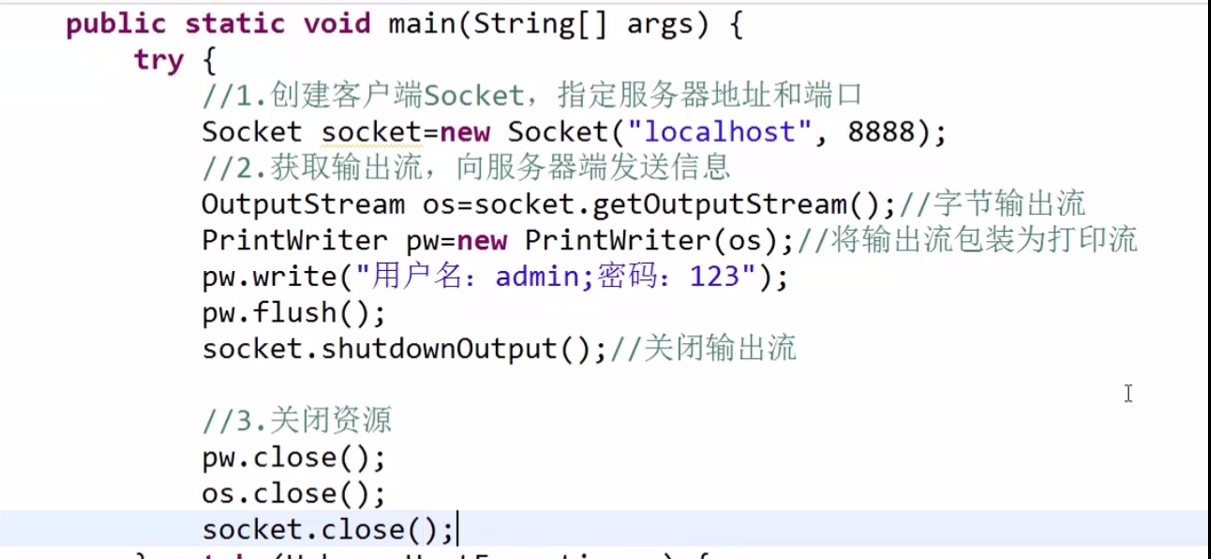 public static void main(String[] args) {
try {
//1.创建客户端Socket，指定服务器地址和端口
Socket socket=new Socket("localhost", 8888);
//2.获取输出流，向服务器端发送信息
OutputStream os=socket.getOutputStream();//字节输出流
PrintWriter pw=new PrintWriter(os);//将输出流包装为打印流
pw.write("用户名：admin;密码：123");
pw.flush();
socket.shutdownOutput();//关闭输出流
//3.关闭资源
pw.close();
os.close();
socket.close();